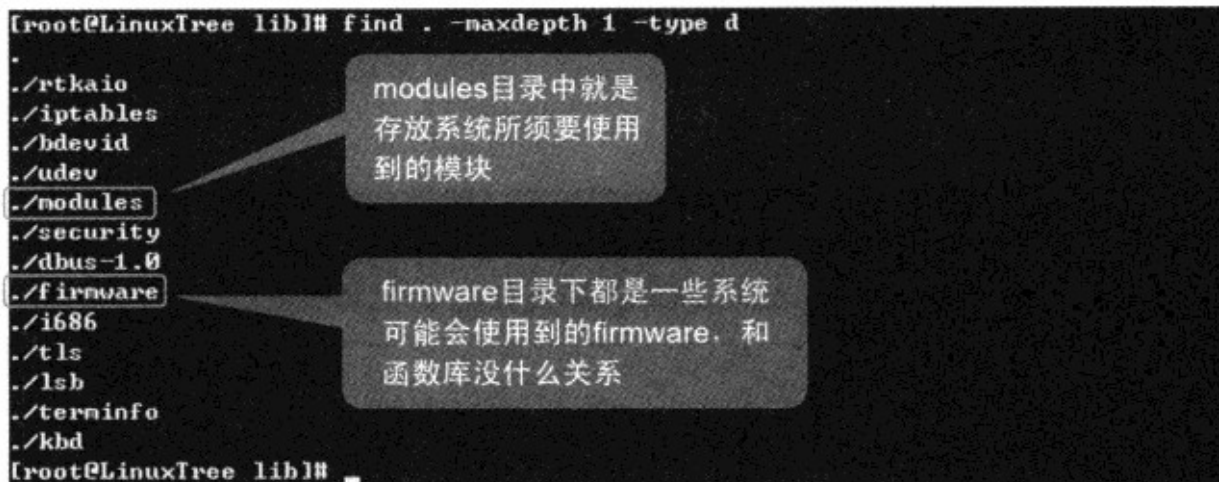 [root@LinuxTree lib]# find . -maxdepth 1 -type d
.
./rtkaio
./iptables
./bdevid
./udev
./modules
./security
./dbus-1.0
./firmware
./i686
./tls
./lsb
./terminfo
./kbd
[root@LinuxTree lib]#
modules目录中就是
存放系统所须要使用
到的模块
firmware目录下都是一些系统
可能会使用到的firmware，和
函数库没什么关系